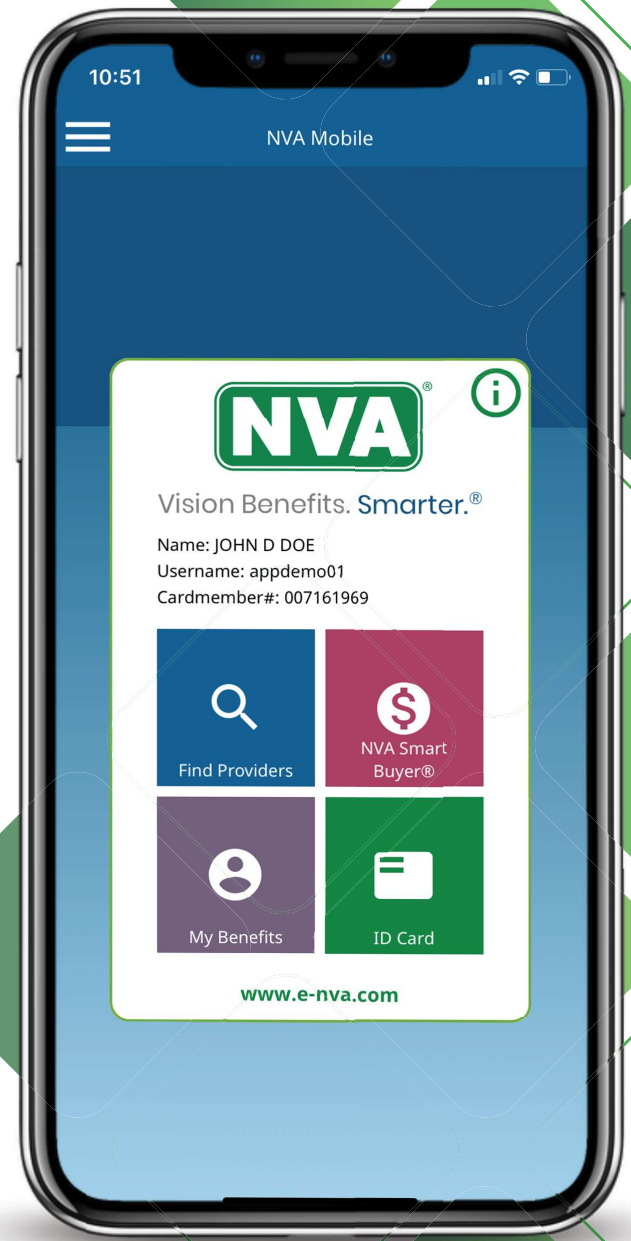 10:51
NVA Mobile
NVA®
Vision Benefits. Smarter.®
Name: JOHN D DOE
Username: appdemo01
Cardmember#: 007161969
Find Providers
NVA Smart
Buyer®
My Benefits
ID Card
www.e-nva.com